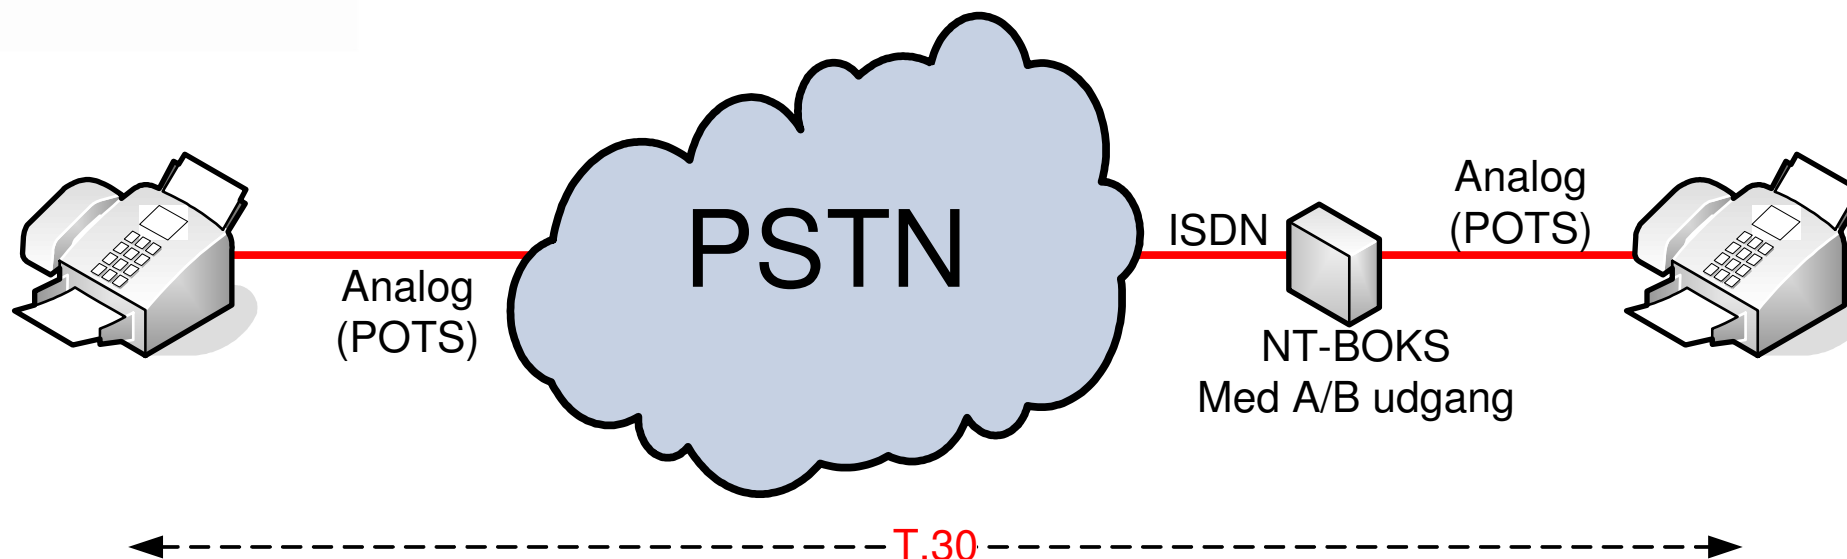 Analog
(POTS)
PSTN
ISDN
NT-BOKS
Med A/B udgang
Analog
(POTS)
T.30